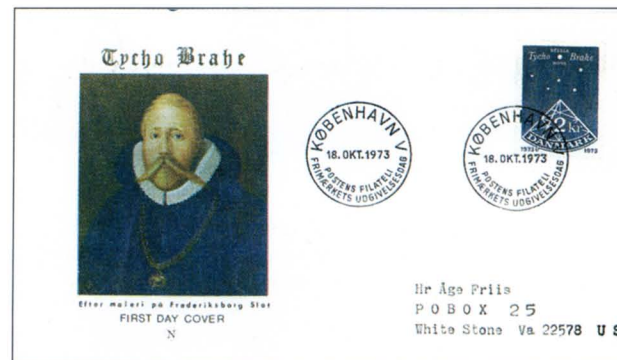 Tycho Brahe
Efter maleri på Frederiksborg Slot
FIRST DAY COVER
N
KØBENHAVN V
18.OKT.1973
POSTENS FILATELI
FRIMÆRKETS UDGIVELSESDAG
KØBENHAVN V
18.OKT.1973
POSTENS FILATELI
FRIMÆRKETS UDGIVELSESDAG
Tycho Brahe
2 kr
DANMARK
1973
Hr Åge Friis
POBOX 25
White Stone Va 22578 U S